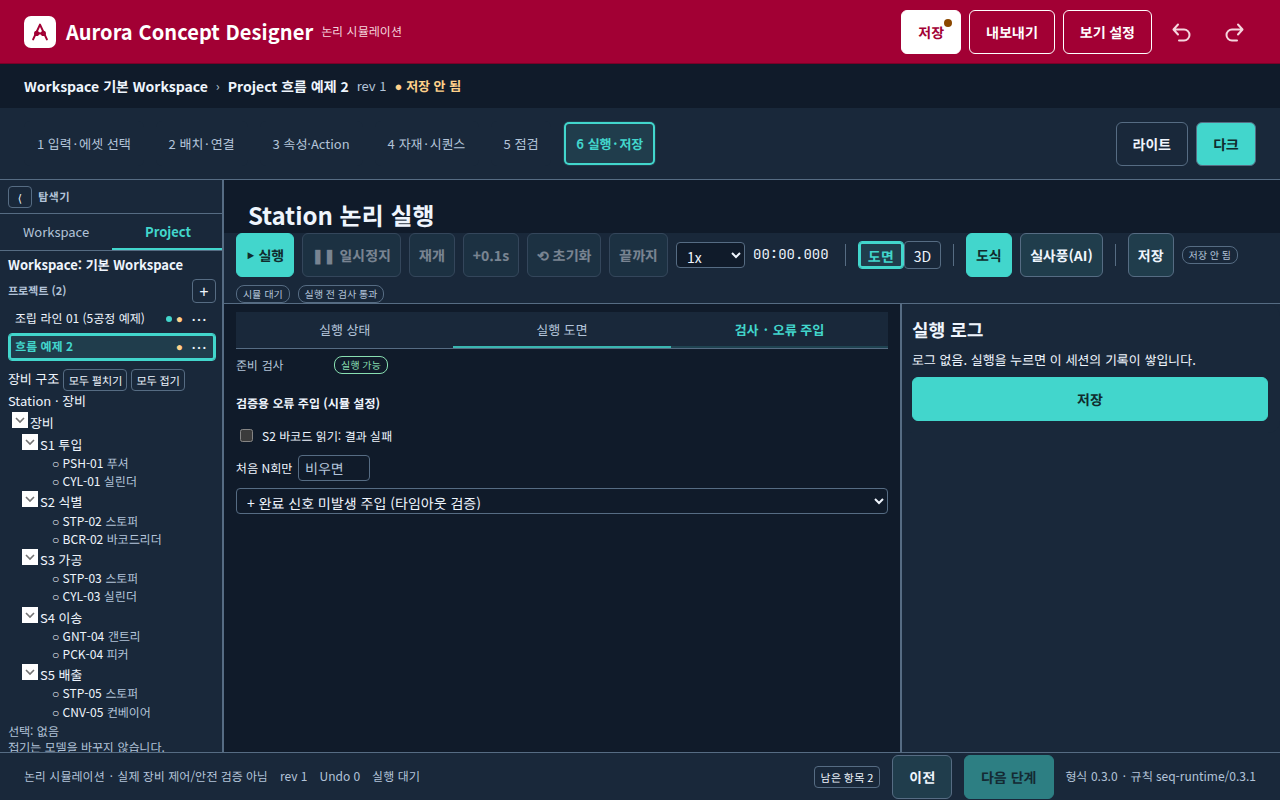 Aurora Concept Designer 논리 시뮬레이션
저장 내보내기 보기 설정
Workspace 기본 Workspace › Project 흐름 예제 2 rev 1 ● 저장 안 됨
1 입력·에셋 선택 2 배치·연결 3 속성·Action 4 자재·시퀀스 5 점검 6 실행·저장
라이트 다크
⟨ 탐색기
Workspace Project
Workspace: 기본 Workspace
프로젝트 (2) +
조립 라인 01 (5공정 예제) ● ● ···
흐름 예제 2 ● ···
장비 구조 모두 펼치기 모두 접기
Station · 장비
장비
S1 투입
○ PSH-01 푸셔
○ CYL-01 실린더
S2 식별
○ STP-02 스토퍼
○ BCR-02 바코드리더
S3 가공
○ STP-03 스토퍼
○ CYL-03 실린더
S4 이송
○ GNT-04 갠트리
○ PCK-04 피커
S5 배출
○ STP-05 스토퍼
○ CNV-05 컨베이어
선택: 없음
접기는 모델을 바꾸지 않습니다.
Station 논리 실행
▸ 실행 ❚❚ 일시정지 재개 +0.1s ⟲ 초기화 끝까지 1x 00:00.000 도면 3D 도식 실사풍(AI) 저장 저장 안 됨
시뮬 대기 실행 전 검사 통과
실행 상태 실행 도면 검사 · 오류 주입
준비 검사 실행 가능
검증용 오류 주입 (시뮬 설정)
S2 바코드 읽기: 결과 실패
처음 N회만 비우면
+ 완료 신호 미발생 주입 (타임아웃 검증)
실행 로그
로그 없음. 실행을 누르면 이 세션의 기록이 쌓입니다.
저장
논리 시뮬레이션 · 실제 장비 제어/안전 검증 아님 rev 1 Undo 0 실행 대기
남은 항목 2 이전 다음 단계 형식 0.3.0 · 규칙 seq-runtime/0.3.1